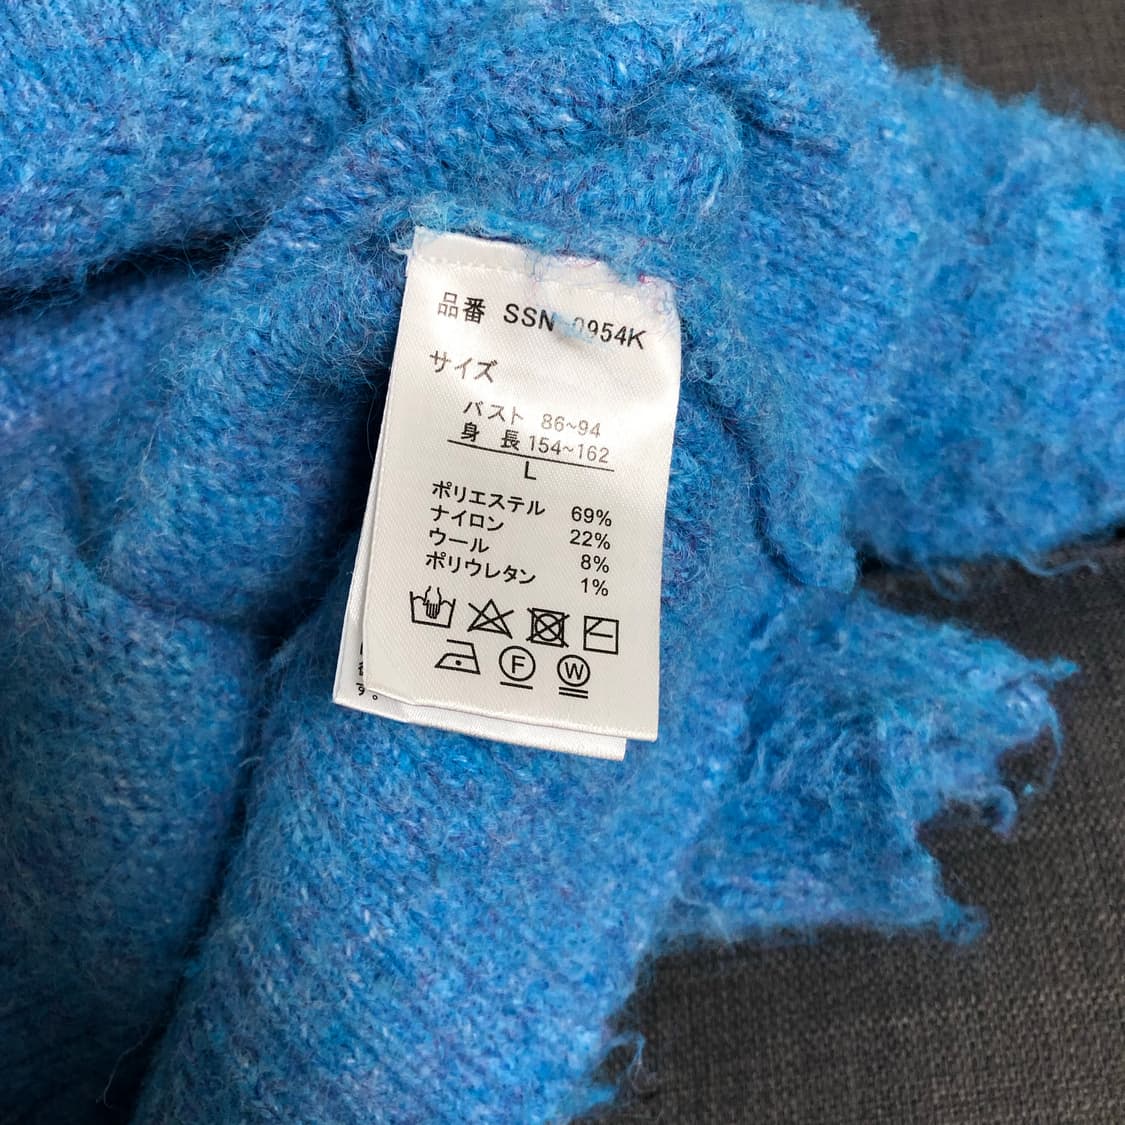 品番 SSN-0954K
サイズ
バスト 86~94
身長 154~162
L
ポリエステル 69%
ナイロン 22%
ウール 8%
ポリウレタン 1%
F W
す。